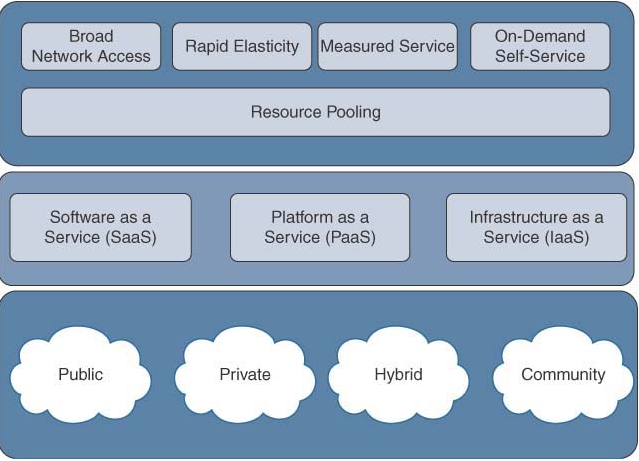 Broad
Network Access
Rapid Elasticity
Measured Service
On-Demand
Self-Service
Resource Pooling
Software as a
Service (SaaS)
Platform as a
Service (PaaS)
Infrastructure as a
Service (IaaS)
Public
Private
Hybrid
Community